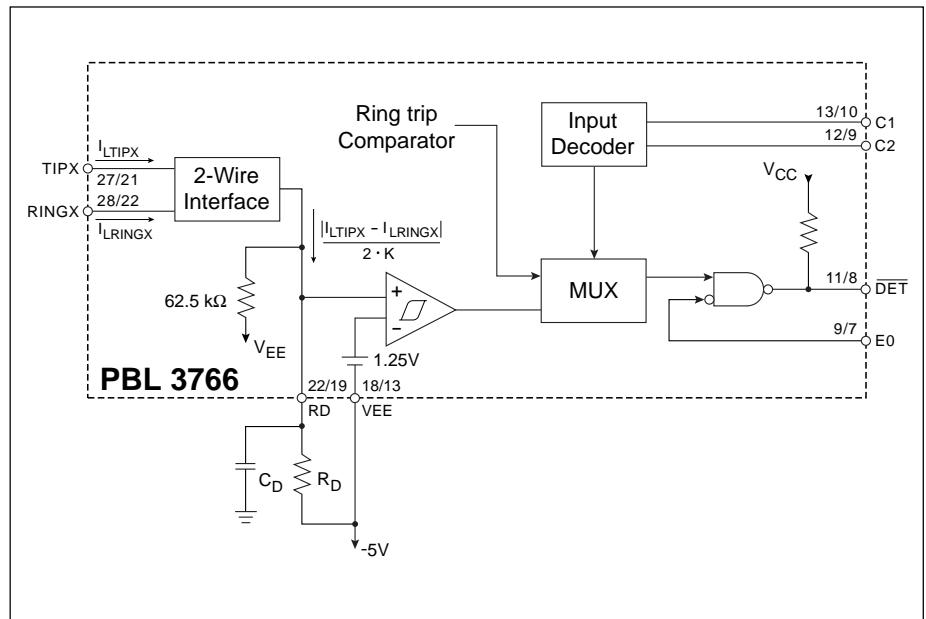 Ring trip
Comparator
Input
Decoder
13/10
C1
12/9
C2
I_LTIPX
TIPX
27/21
2-Wire
Interface
RINGX
28/22
I_LRINGX
V_CC
|I_LTIPX – I_LRINGX|
2 · K
62.5 kΩ
V_EE
+
–
1.25V
MUX
11/8
D̅E̅T̅
9/7
E0
PBL 3766
22/19
RD
18/13
VEE
C_D
R_D
-5V